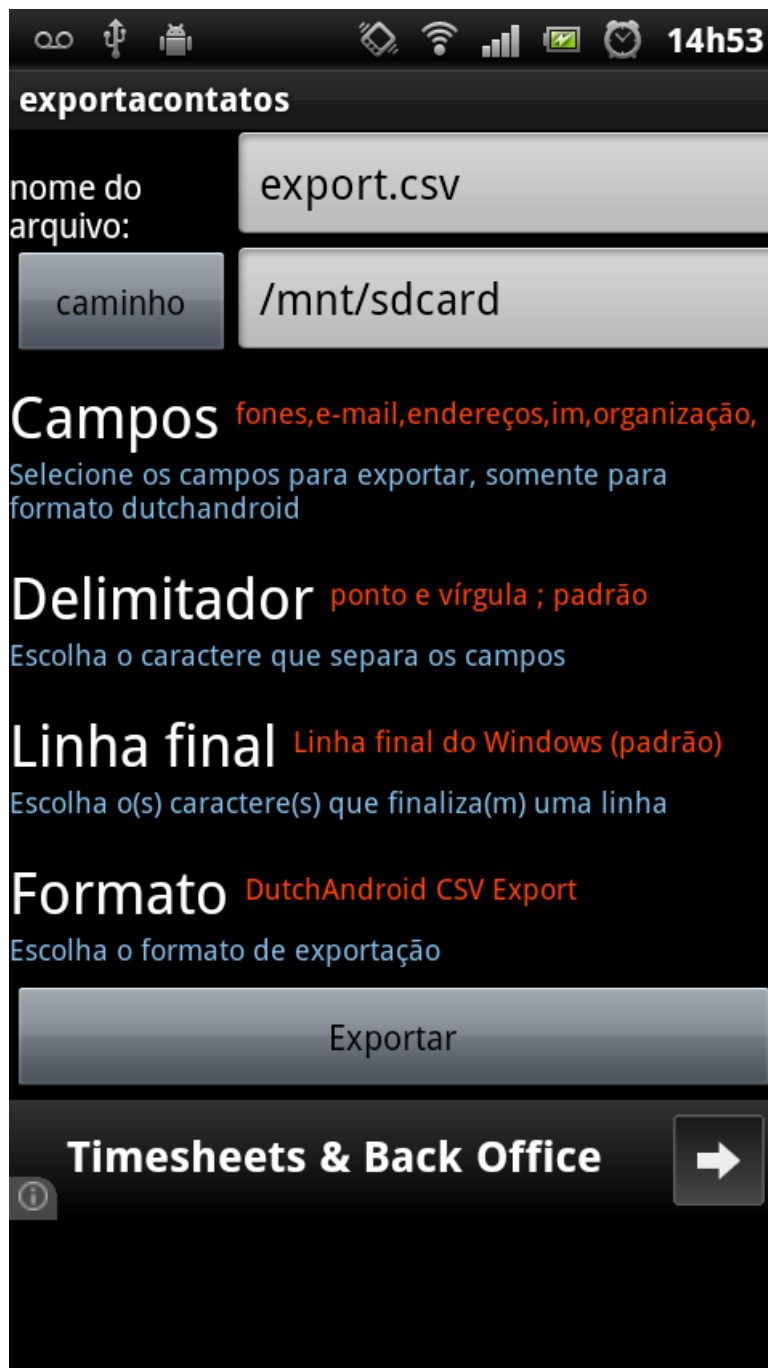 14h53
exportacontatos
nome do
arquivo:
export.csv
caminho
/mnt/sdcard
Campos fones,e-mail,endereços,im,organização,
Selecione os campos para exportar, somente para
formato dutchandroid
Delimitador ponto e vírgula ; padrão
Escolha o caractere que separa os campos
Linha final Linha final do Windows (padrão)
Escolha o(s) caractere(s) que finaliza(m) uma linha
Formato DutchAndroid CSV Export
Escolha o formato de exportação
Exportar
Timesheets & Back Office